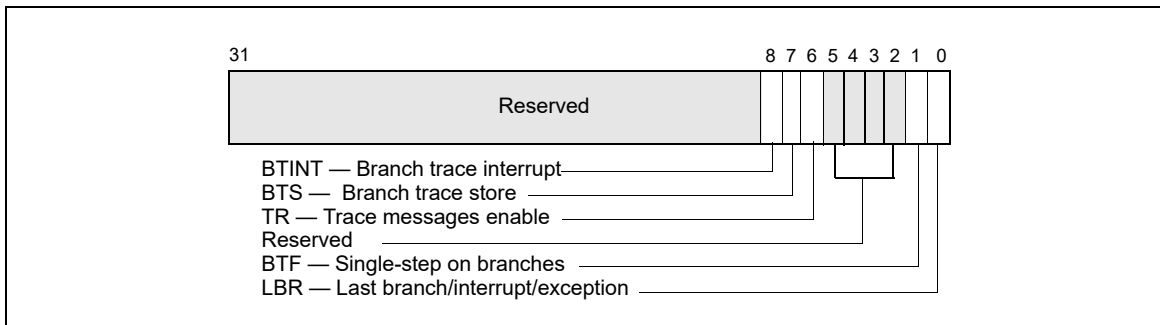 31 8 7 6 5 4 3 2 1 0
Reserved
BTINT — Branch trace interrupt
BTS — Branch trace store
TR — Trace messages enable
Reserved
BTF — Single-step on branches
LBR — Last branch/interrupt/exception